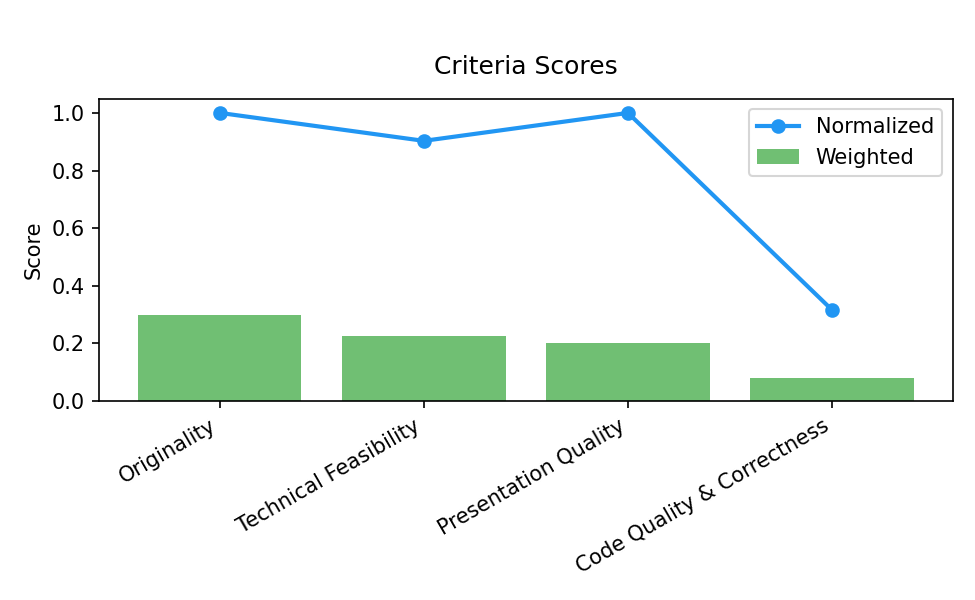 Criteria Scores
Score
1.0
0.8
0.6
0.4
0.2
0.0
Normalized
Weighted
Originality
Technical Feasibility
Presentation Quality
Code Quality & Correctness